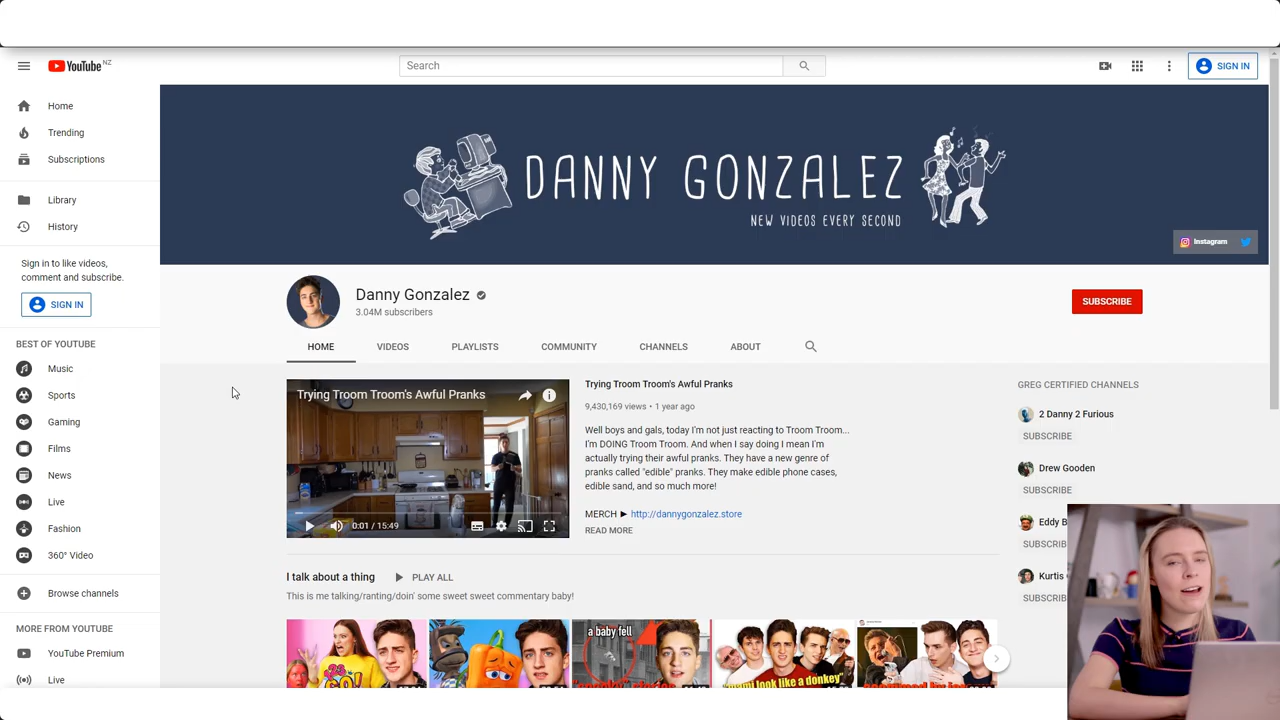 YouTube NZ
Search
SIGN IN
Home
Trending
Subscriptions
Library
History
Sign in to like videos,
comment and subscribe.
SIGN IN
BEST OF YOUTUBE
Music
Sports
Gaming
Films
News
Live
Fashion
360° Video
Browse channels
MORE FROM YOUTUBE
YouTube Premium
Live
DANNY GONZALEZ
NEW VIDEOS EVERY SECOND
Instagram
Danny Gonzalez
3.04M subscribers
SUBSCRIBE
HOME VIDEOS PLAYLISTS COMMUNITY CHANNELS ABOUT
Trying Troom Troom's Awful Pranks
0:01 / 15:49
Trying Troom Troom's Awful Pranks
9,430,169 views • 1 year ago
Well boys and gals, today I'm not just reacting to Troom Troom...
I'm DOING Troom Troom. And when I say doing I mean I'm
actually trying their awful pranks. They have a new genre of
pranks called "edible" pranks. They make edible phone cases,
edible sand, and so much more!
MERCH ► http://dannygonzalez.store
READ MORE
GREG CERTIFIED CHANNELS
2 Danny 2 Furious
SUBSCRIBE
Drew Gooden
SUBSCRIBE
Eddy B
SUBSCRIB
Kurtis
SUBSCRIB
I talk about a thing PLAY ALL
This is me talking/ranting/doin' some sweet sweet commentary baby!
a baby fell
look like a donkey"